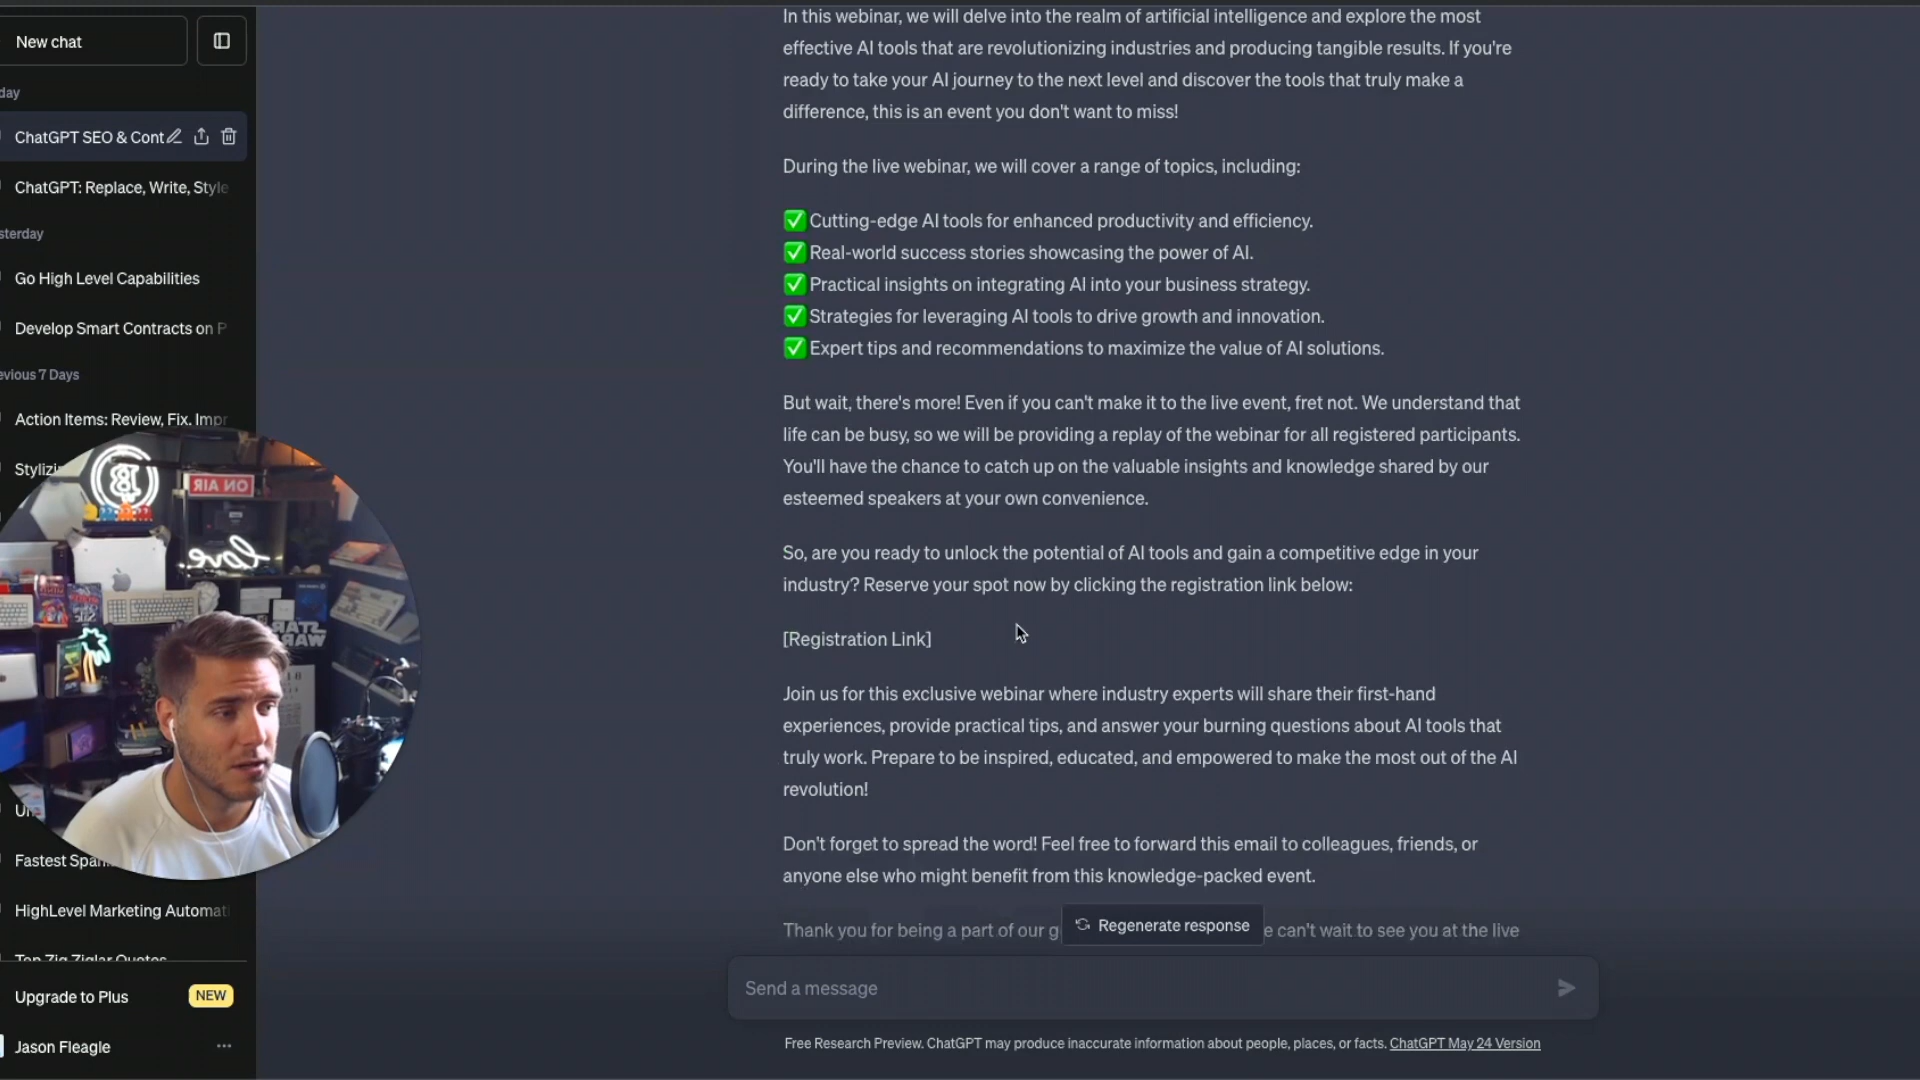 New chat
day
ChatGPT SEO & Cont
ChatGPT: Replace, Write, Style
sterday
Go High Level Capabilities
Develop Smart Contracts on P
evious 7 Days
Action Items: Review, Fix. Impr
Styliz
ON AIR
love.
STAR
WARS
Fastest Span
HighLevel Marketing Automat
Top Zig Ziglar Quotes
Upgrade to Plus
NEW
Jason Fleagle
In this webinar, we will delve into the realm of artificial intelligence and explore the most
effective AI tools that are revolutionizing industries and producing tangible results. If you're
ready to take your AI journey to the next level and discover the tools that truly make a
difference, this is an event you don't want to miss!
During the live webinar, we will cover a range of topics, including:
✅ Cutting-edge AI tools for enhanced productivity and efficiency.
✅ Real-world success stories showcasing the power of AI.
✅ Practical insights on integrating AI into your business strategy.
✅ Strategies for leveraging AI tools to drive growth and innovation.
✅ Expert tips and recommendations to maximize the value of AI solutions.
But wait, there's more! Even if you can't make it to the live event, fret not. We understand that
life can be busy, so we will be providing a replay of the webinar for all registered participants.
You'll have the chance to catch up on the valuable insights and knowledge shared by our
esteemed speakers at your own convenience.
So, are you ready to unlock the potential of AI tools and gain a competitive edge in your
industry? Reserve your spot now by clicking the registration link below:
[Registration Link]
Join us for this exclusive webinar where industry experts will share their first-hand
experiences, provide practical tips, and answer your burning questions about AI tools that
truly work. Prepare to be inspired, educated, and empowered to make the most out of the AI
revolution!
Don't forget to spread the word! Feel free to forward this email to colleagues, friends, or
anyone else who might benefit from this knowledge-packed event.
Thank you for being a part of our g
Regenerate response
e can't wait to see you at the live
Send a message
Free Research Preview. ChatGPT may produce inaccurate information about people, places, or facts. ChatGPT May 24 Version